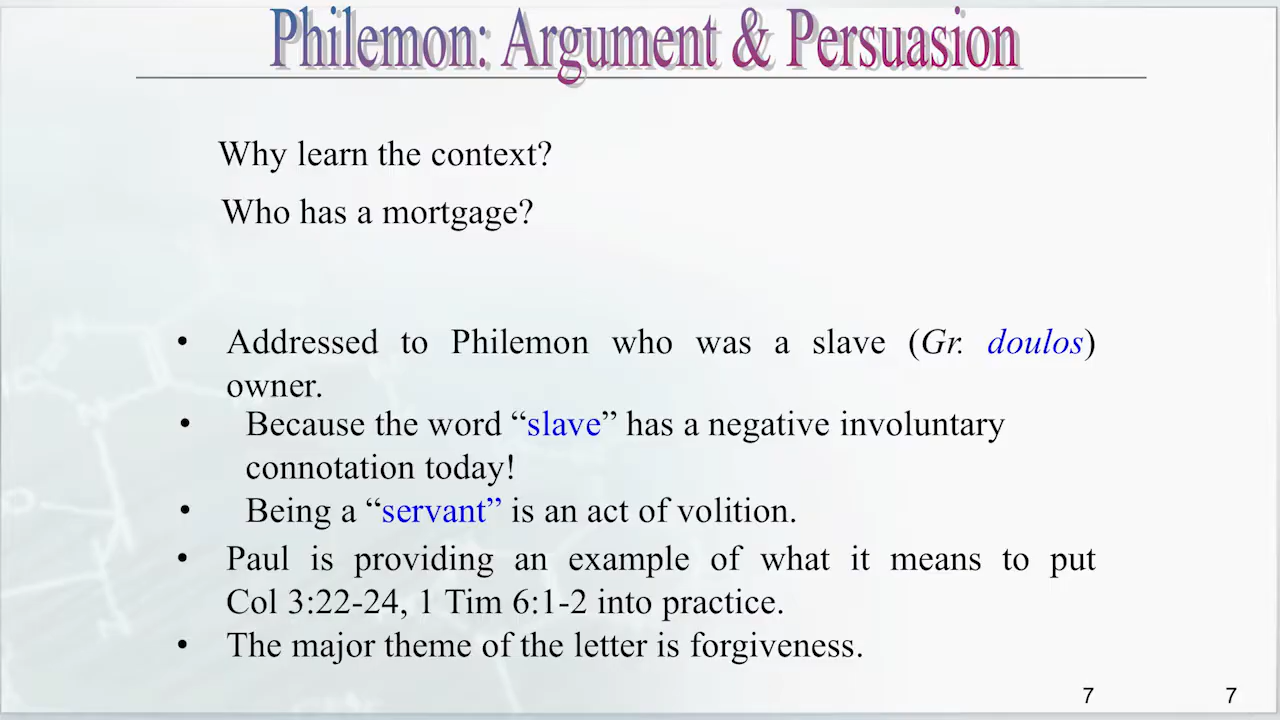 Philemon: Argument & Persuasion
Why learn the context?
Who has a mortgage?
• Addressed to Philemon who was a slave (Gr. doulos)
owner.
• Because the word “slave” has a negative involuntary
connotation today!
• Being a “servant” is an act of volition.
• Paul is providing an example of what it means to put
Col 3:22-24, 1 Tim 6:1-2 into practice.
• The major theme of the letter is forgiveness.
7 7